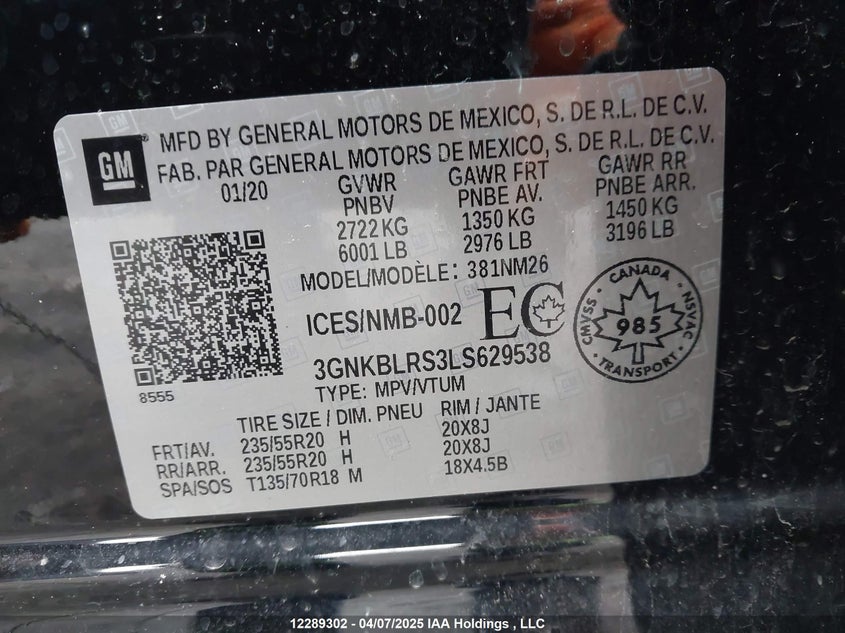 GM
MFD BY GENERAL MOTORS DE MEXICO, S. DE R.L. DE C.V.
FAB. PAR GENERAL MOTORS DE MEXICO, S. DE R.L. DE C.V.
01/20 GVWR GAWR FRT GAWR RR
PNBV PNBE AV. PNBE ARR.
2722 KG 1350 KG 1450 KG
6001 LB 2976 LB 3196 LB
MODEL/MODÈLE: 381NM26
ICES/NMB-002 EC
CANADA
CMVSS NSVAC
985
TRANSPORT
3GNKBLRS3LS629538
8555 TYPE: MPV/VTUM
TIRE SIZE / DIM. PNEU RIM / JANTE
FRT/AV. 235/55R20 H 20X8J
RR/ARR. 235/55R20 H 20X8J
SPA/SOS T135/70R18 M 18X4.5B
12289302 - 04/07/2025 IAA Holdings , LLC